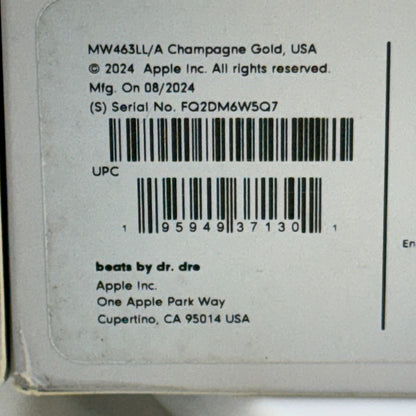 MW463LL/A Champagne Gold, USA
© 2024 Apple Inc. All rights reserved.
Mfg. On 08/2024
(S) Serial No. FQ2DM6W5Q7
UPC
1 95949 37130 1
beats by dr. dre
Apple Inc.
One Apple Park Way
Cupertino, CA 95014 USA
En